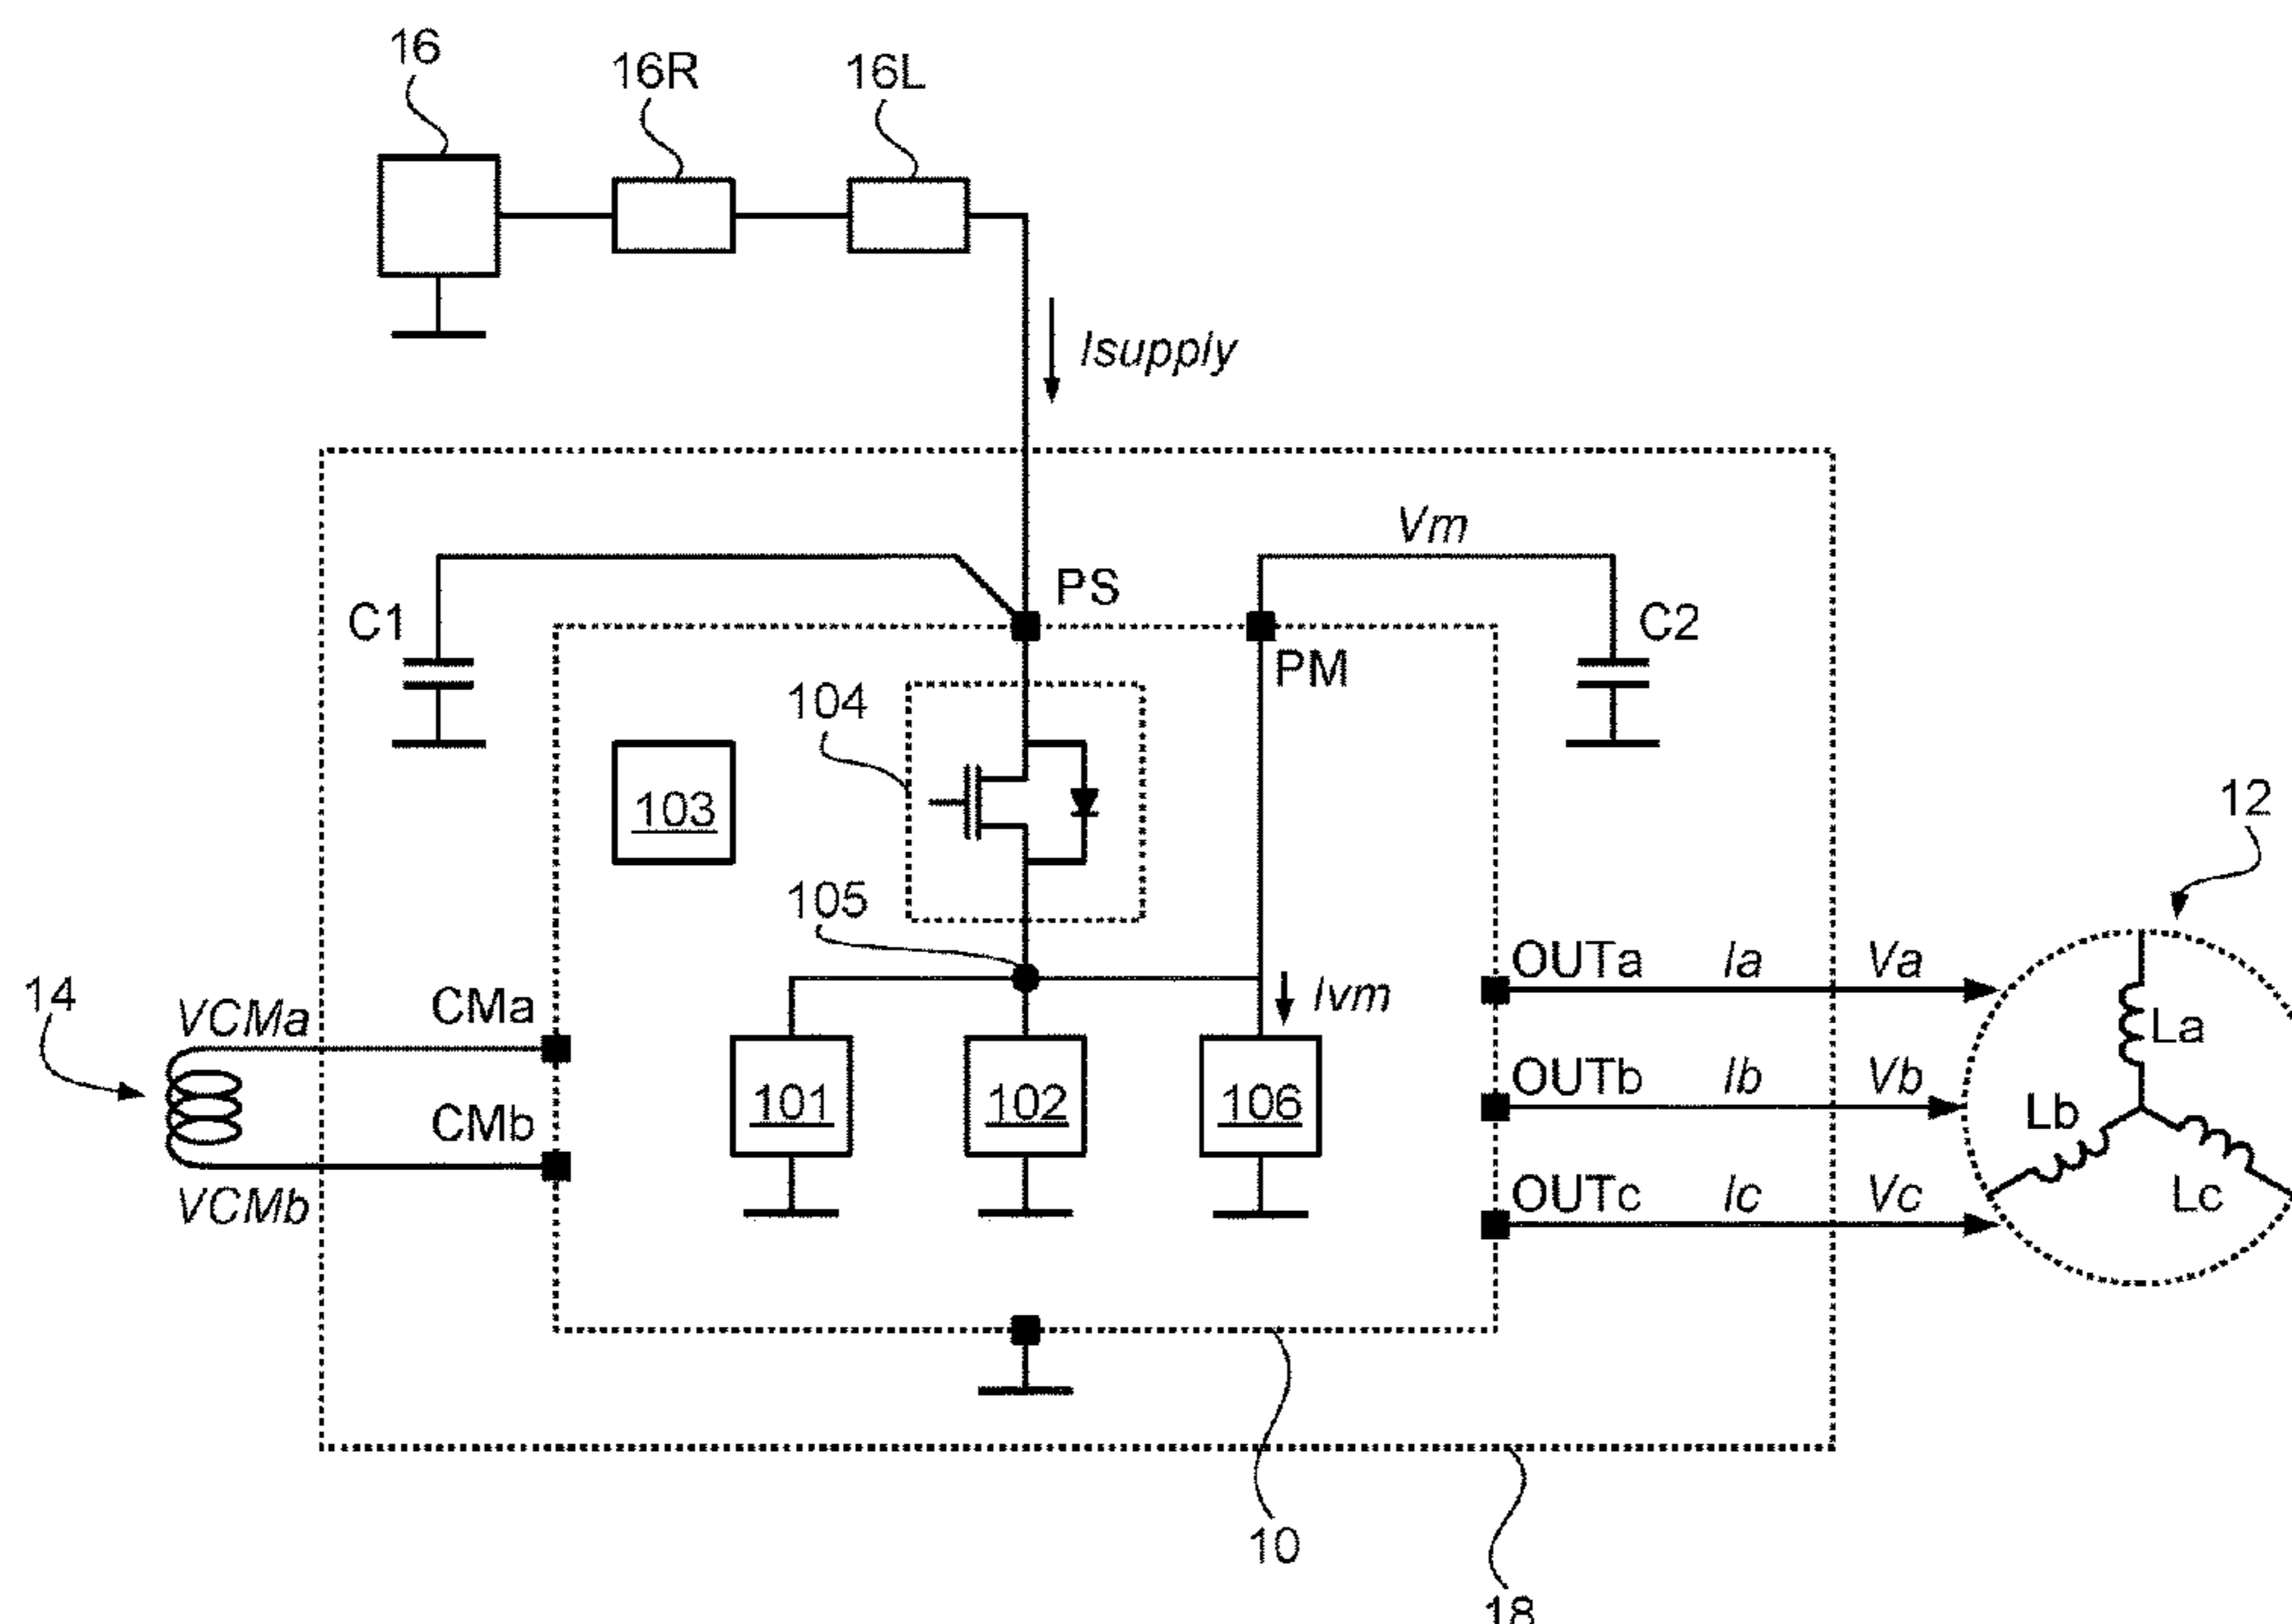 16
16R
16L
Isupply
Vm
PS
C1
C2
PM
104
103
12
105
OUTa
Ia
Va
14
VCMa
CMa
Ivm
La
OUTb
Ib
Vb
101
102
106
Lb
CMb
OUTc
Ic
Vc
Lc
VCMb
10
18